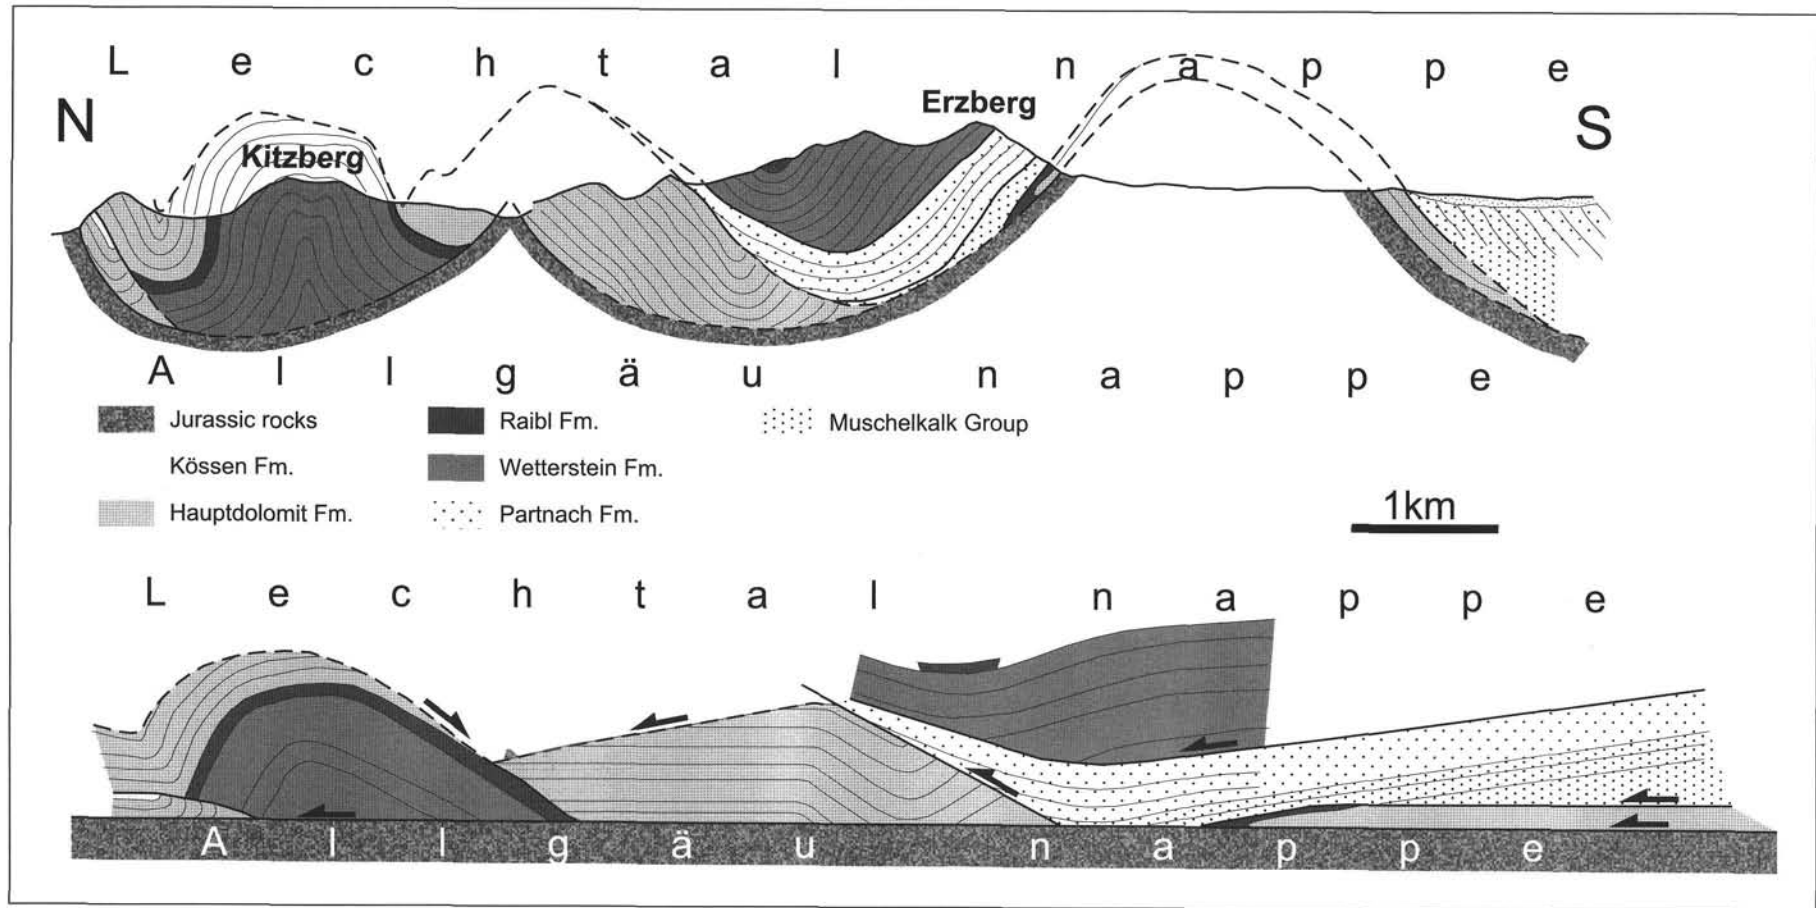 L e c h t a l n a p p e
N
Erzberg
S
Kitzberg
A l l g ä u n a p p e
Jurassic rocks
Raibl Fm.
Muschelkalk Group
Kössen Fm.
Wetterstein Fm.
Hauptdolomit Fm.
Partnach Fm.
1km
L e c h t a l n a p p e
A l l g ä u n a p p e